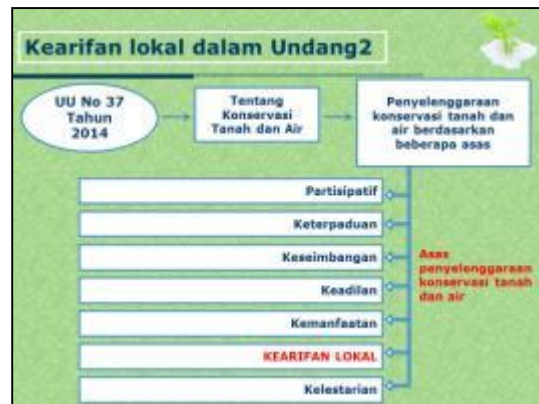 Kearifan lokal dalam Undang2
UU No 37
Tahun
2014
Tentang
Konservasi
Tanah dan Air
Penyelenggaraan
konservasi tanah dan
air berdasarkan
beberapa asas
Partisipatif
Keterpaduan
Keseimbangan
Keadilan
Kemanfaatan
KEARIFAN LOKAL
Kelestarian
Asas
penyelenggaraan
konservasi tanah
dan air